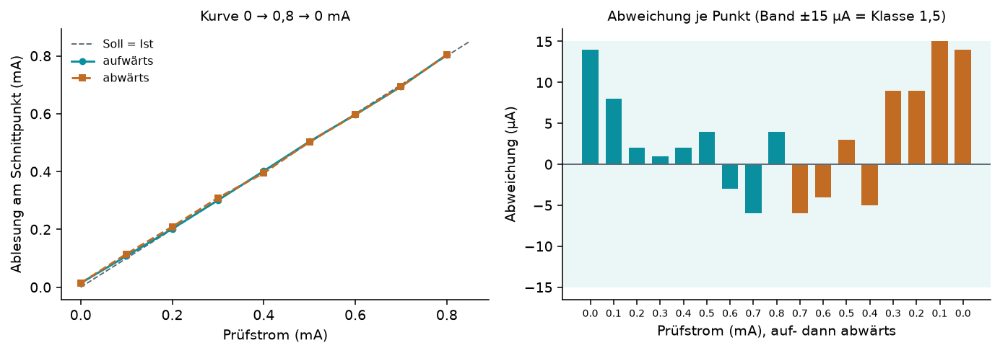 Kurve 0 → 0,8 → 0 mA
Ablesung am Schnittpunkt (mA)
Soll = Ist
aufwärts
abwärts
0.8
0.6
0.4
0.2
0.0
0.0 0.2 0.4 0.6 0.8
Prüfstrom (mA)
Abweichung je Punkt (Band ±15 µA = Klasse 1,5)
Abweichung (µA)
15
10
5
0
−5
−10
−15
0.0 0.1 0.2 0.3 0.4 0.5 0.6 0.7 0.8 0.7 0.6 0.5 0.4 0.3 0.2 0.1 0.0
Prüfstrom (mA), auf- dann abwärts